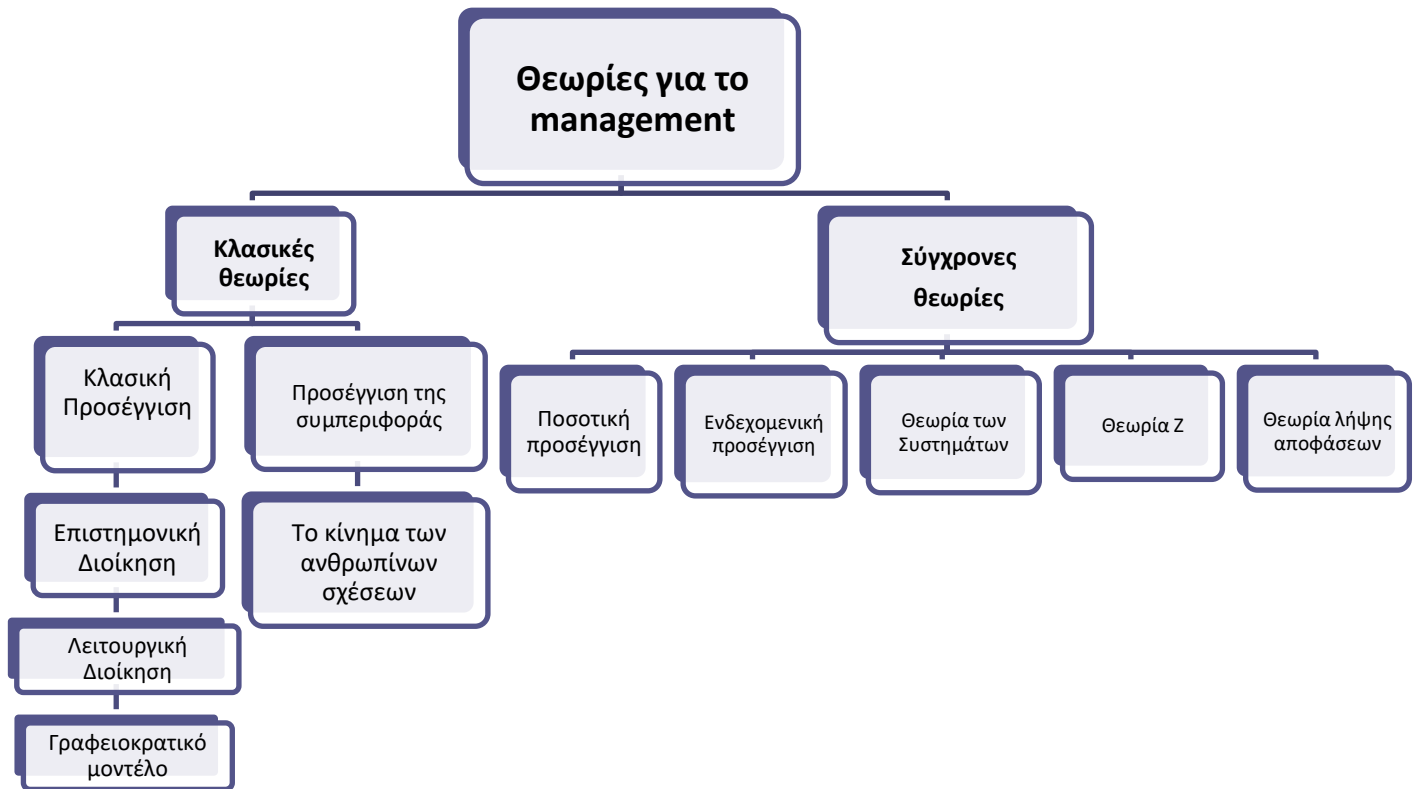 Θεωρίες για το
management
Κλασικές
θεωρίες
Σύγχρονες
θεωρίες
Κλασική
Προσέγγιση
Προσέγγιση της
συμπεριφοράς
Ποσοτική
προσέγγιση
Ενδεχομενική
προσέγγιση
Θεωρία των
Συστημάτων
Θεωρία Ζ
Θεωρία λήψης
αποφάσεων
Επιστημονική
Διοίκηση
Το κίνημα των
ανθρωπίνων
σχέσεων
Λειτουργική
Διοίκηση
Γραφειοκρατικό
μοντέλο